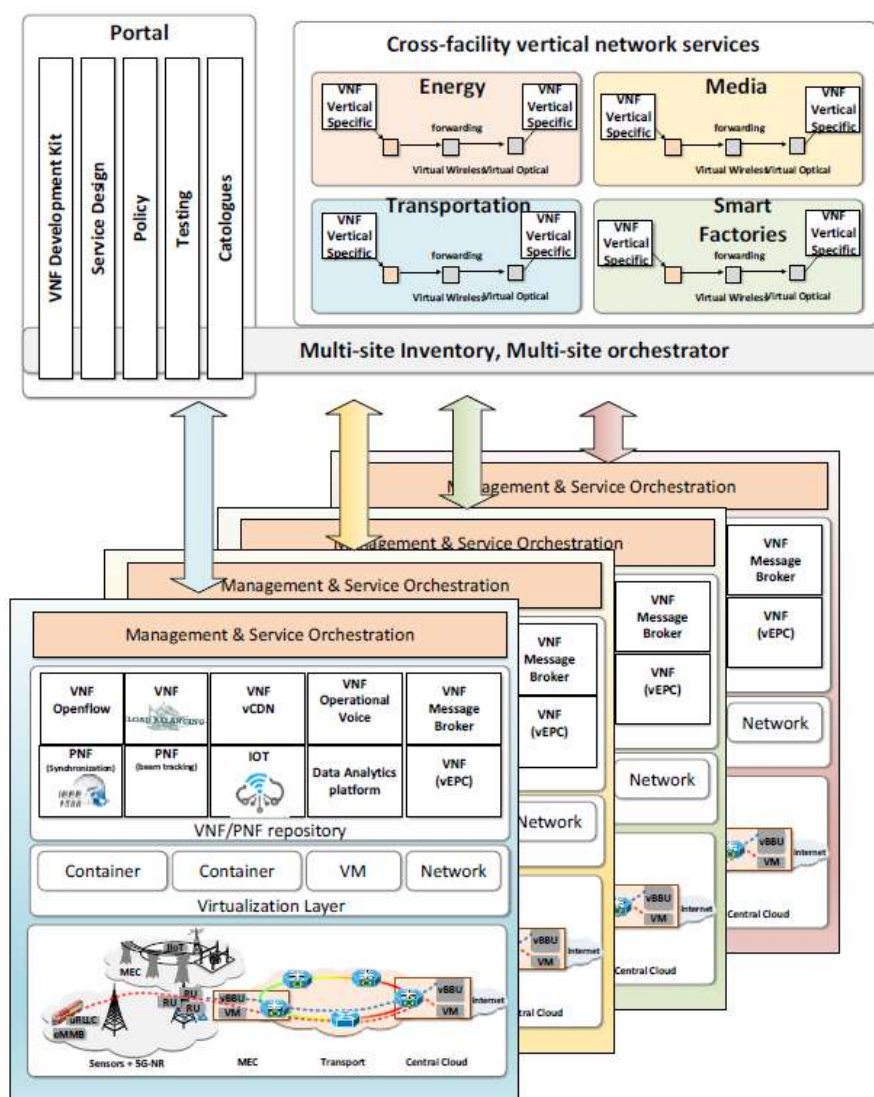 Portal
VNF Development Kit
Service Design
Policy
Testing
Catologues
Cross-facility vertical network services
Energy
VNF
Vertical
Specific
VNF
Vertical
Specific
forwarding
Virtual Wireless
Virtual Optical
Media
VNF
Vertical
Specific
VNF
Vertical
Specific
forwarding
Virtual Wireless
Virtual Optical
Transportation
VNF
Vertical
Specific
VNF
Vertical
Specific
forwarding
Virtual Wireless
Virtual Optical
Smart
Factories
VNF
Vertical
Specific
VNF
Vertical
Specific
forwarding
Virtual Wireless
Virtual Optical
Multi-site Inventory, Multi-site orchestrator
Management & Service Orchestration
VNF
Message
Broker
VNF
(vEPC)
Network
vBBU
VM
Internet
Central Cloud
Management & Service Orchestration
VNF
Message
Broker
VNF
(vEPC)
Network
vBBU
VM
Internet
Central Cloud
Management & Service Orchestration
VNF
Message
Broker
VNF
(vEPC)
Network
vBBU
VM
Internet
Central Cloud
Management & Service Orchestration
VNF
Openflow
VNF
LOAD BALANCING
VNF
vCDN
VNF
Operational
Voice
VNF
Message
Broker
PNF
(Synchronization)
IEEE
1588
PNF
(beam tracking)
IOT
Data Analytics
platform
VNF
(vEPC)
VNF/PNF repository
Container
Container
VM
Network
Virtualization Layer
IIoT
MEC
RU
RU
RU
uRLLC
eMMB
vBBU
VM
vBBU
VM
Internet
Sensors + 5G-NR
MEC
Transport
Central Cloud